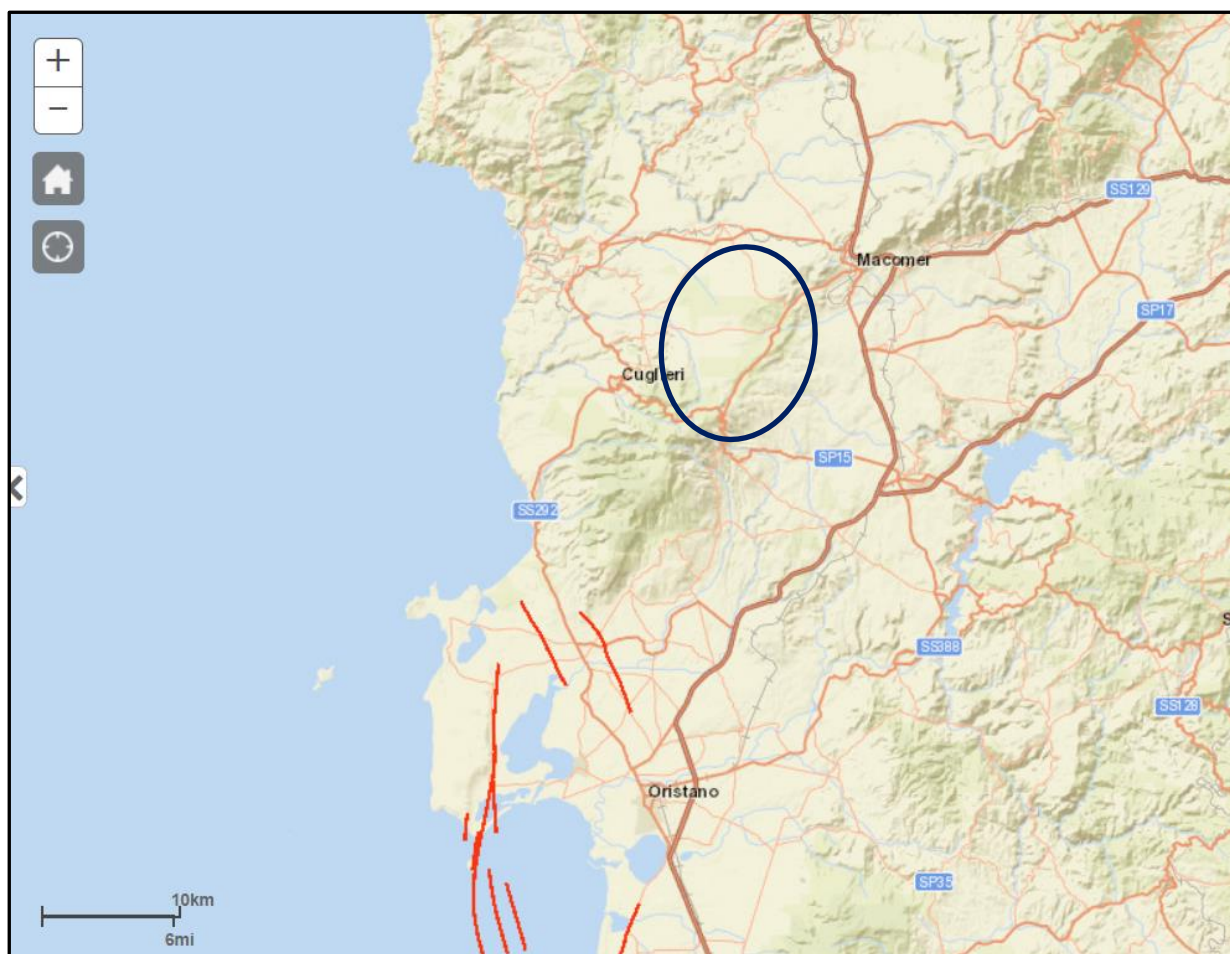 +
−
SS129
Macomer
SP17
Cuglieri
SP15
SS292
SS388
S
SS128
Oristano
SP35
10km
6mi